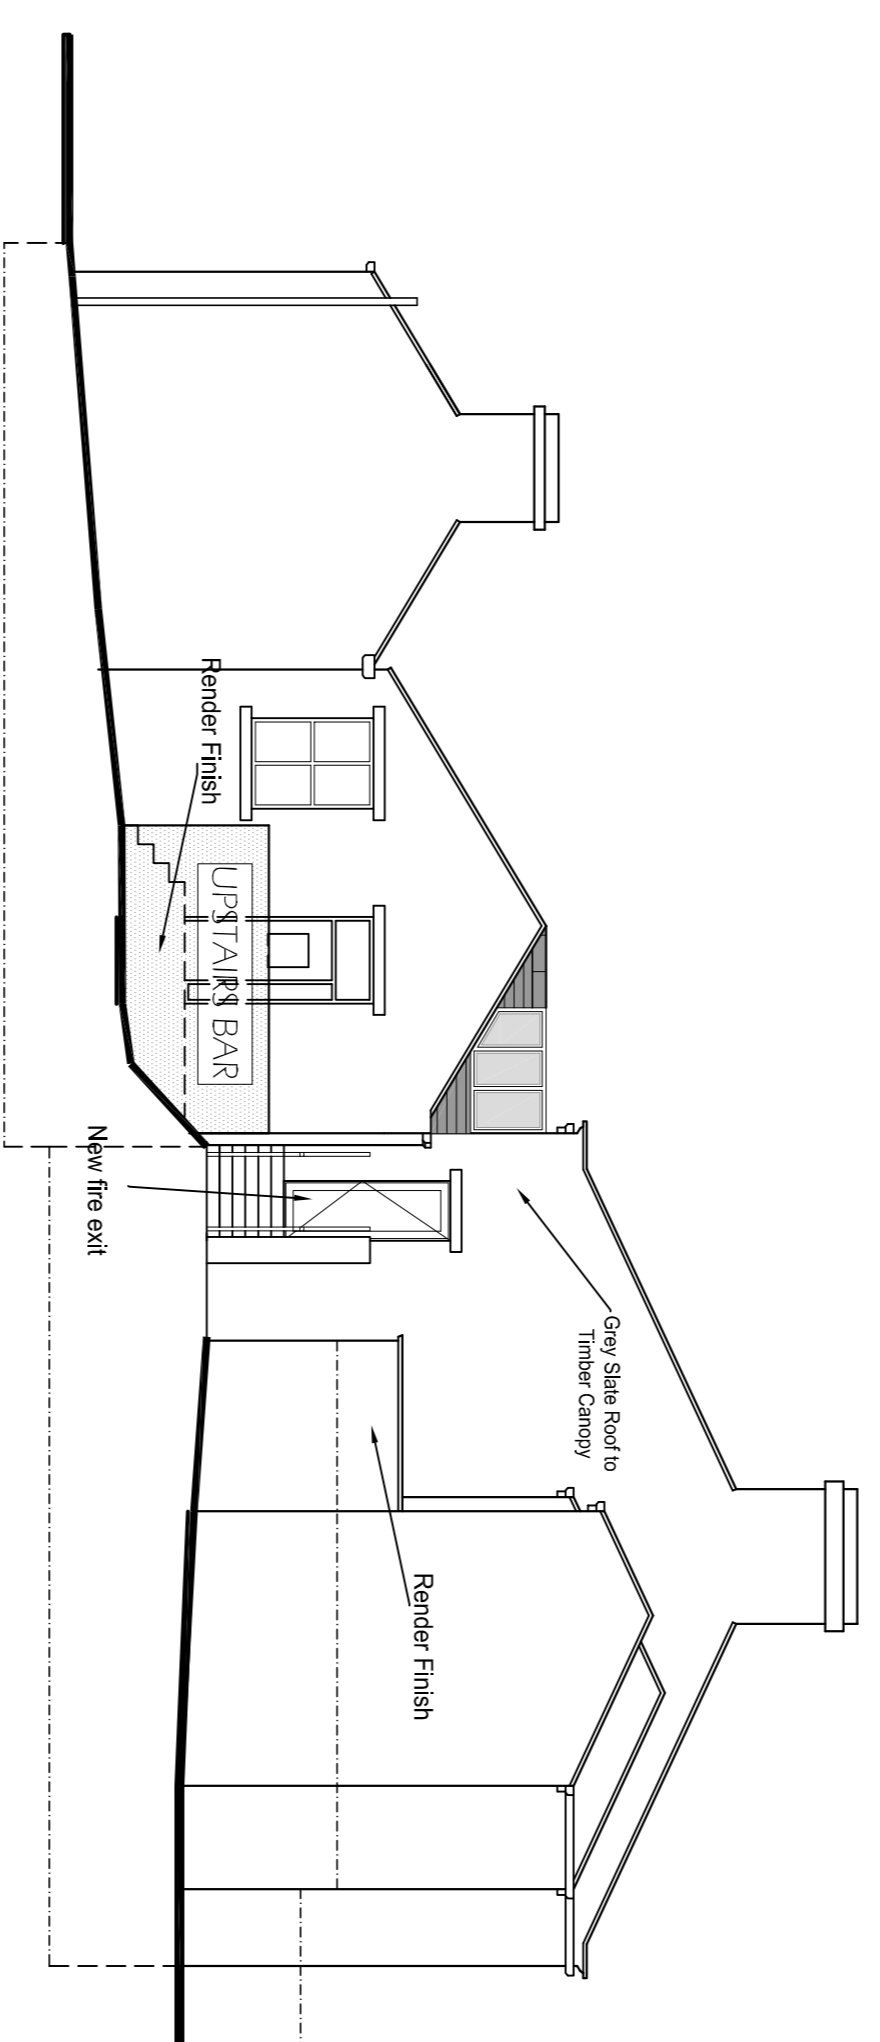 Render Finish
UPSTAIRS BAR
New fire exit
Grey Slate Roof to
Timber Canopy
Render Finish